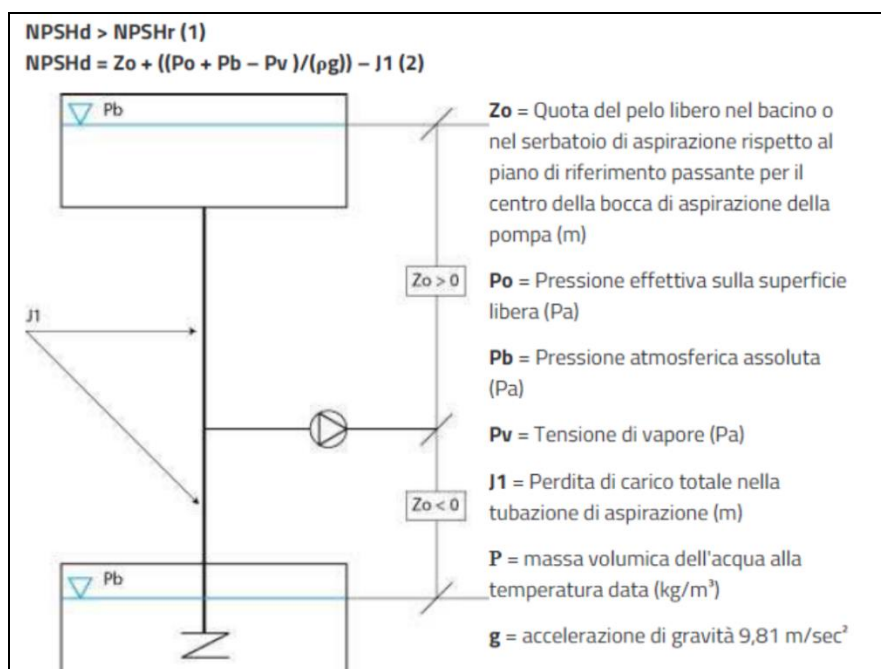 NPSHd > NPSHr (1)
NPSHd = Zo + ((Po + Pb – Pv )/(ρg)) – J1 (2)
Pb
Zo = Quota del pelo libero nel bacino o
nel serbatoio di aspirazione rispetto al
piano di riferimento passante per il
centro della bocca di aspirazione della
pompa (m)
Zo > 0
Po = Pressione effettiva sulla superficie
libera (Pa)
J1
Pb = Pressione atmosferica assoluta
(Pa)
Pv = Tensione di vapore (Pa)
Zo < 0
J1 = Perdita di carico totale nella
tubazione di aspirazione (m)
Pb
P = massa volumica dell'acqua alla
temperatura data (kg/m³)
g = accelerazione di gravità 9,81 m/sec²